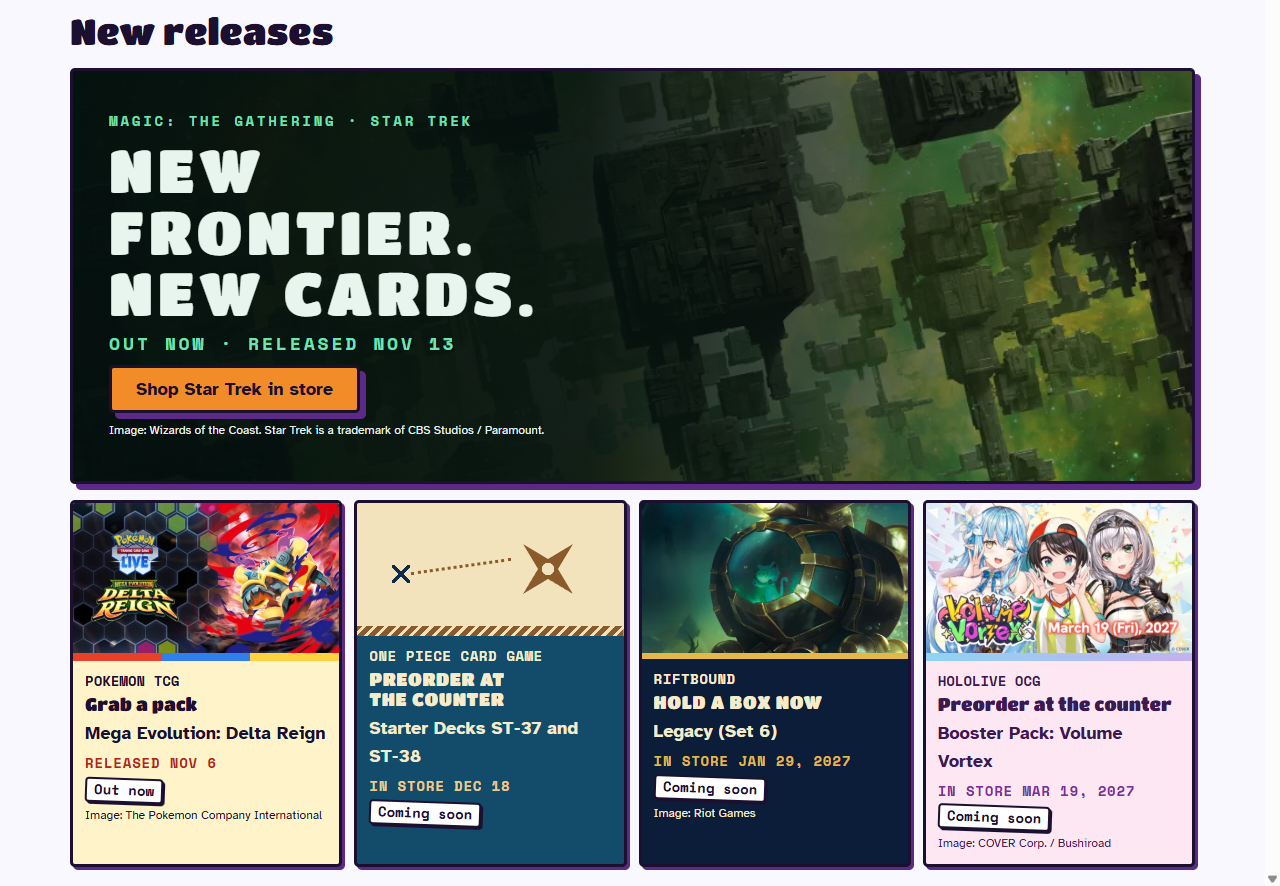 New releases
MAGIC: THE GATHERING · STAR TREK
NEW
FRONTIER.
NEW CARDS.
OUT NOW · RELEASED NOV 13
Shop Star Trek in store
Image: Wizards of the Coast. Star Trek is a trademark of CBS Studios / Paramount.
Pokémon
TRADING CARD GAME
LIVE
MEGA EVOLUTION
DELTA
REIGN
POKEMON TCG
Grab a pack
Mega Evolution: Delta Reign
RELEASED NOV 6
Out now
Image: The Pokemon Company International
ONE PIECE CARD GAME
PREORDER AT
THE COUNTER
Starter Decks ST-37 and
ST-38
IN STORE DEC 18
Coming soon
RIFTBOUND
HOLD A BOX NOW
Legacy (Set 6)
IN STORE JAN 29, 2027
Coming soon
Image: Riot Games
Volume
Vortex
March 19 (Fri), 2027
© COVER
HOLOLIVE OCG
Preorder at the counter
Booster Pack: Volume
Vortex
IN STORE MAR 19, 2027
Coming soon
Image: COVER Corp. / Bushiroad